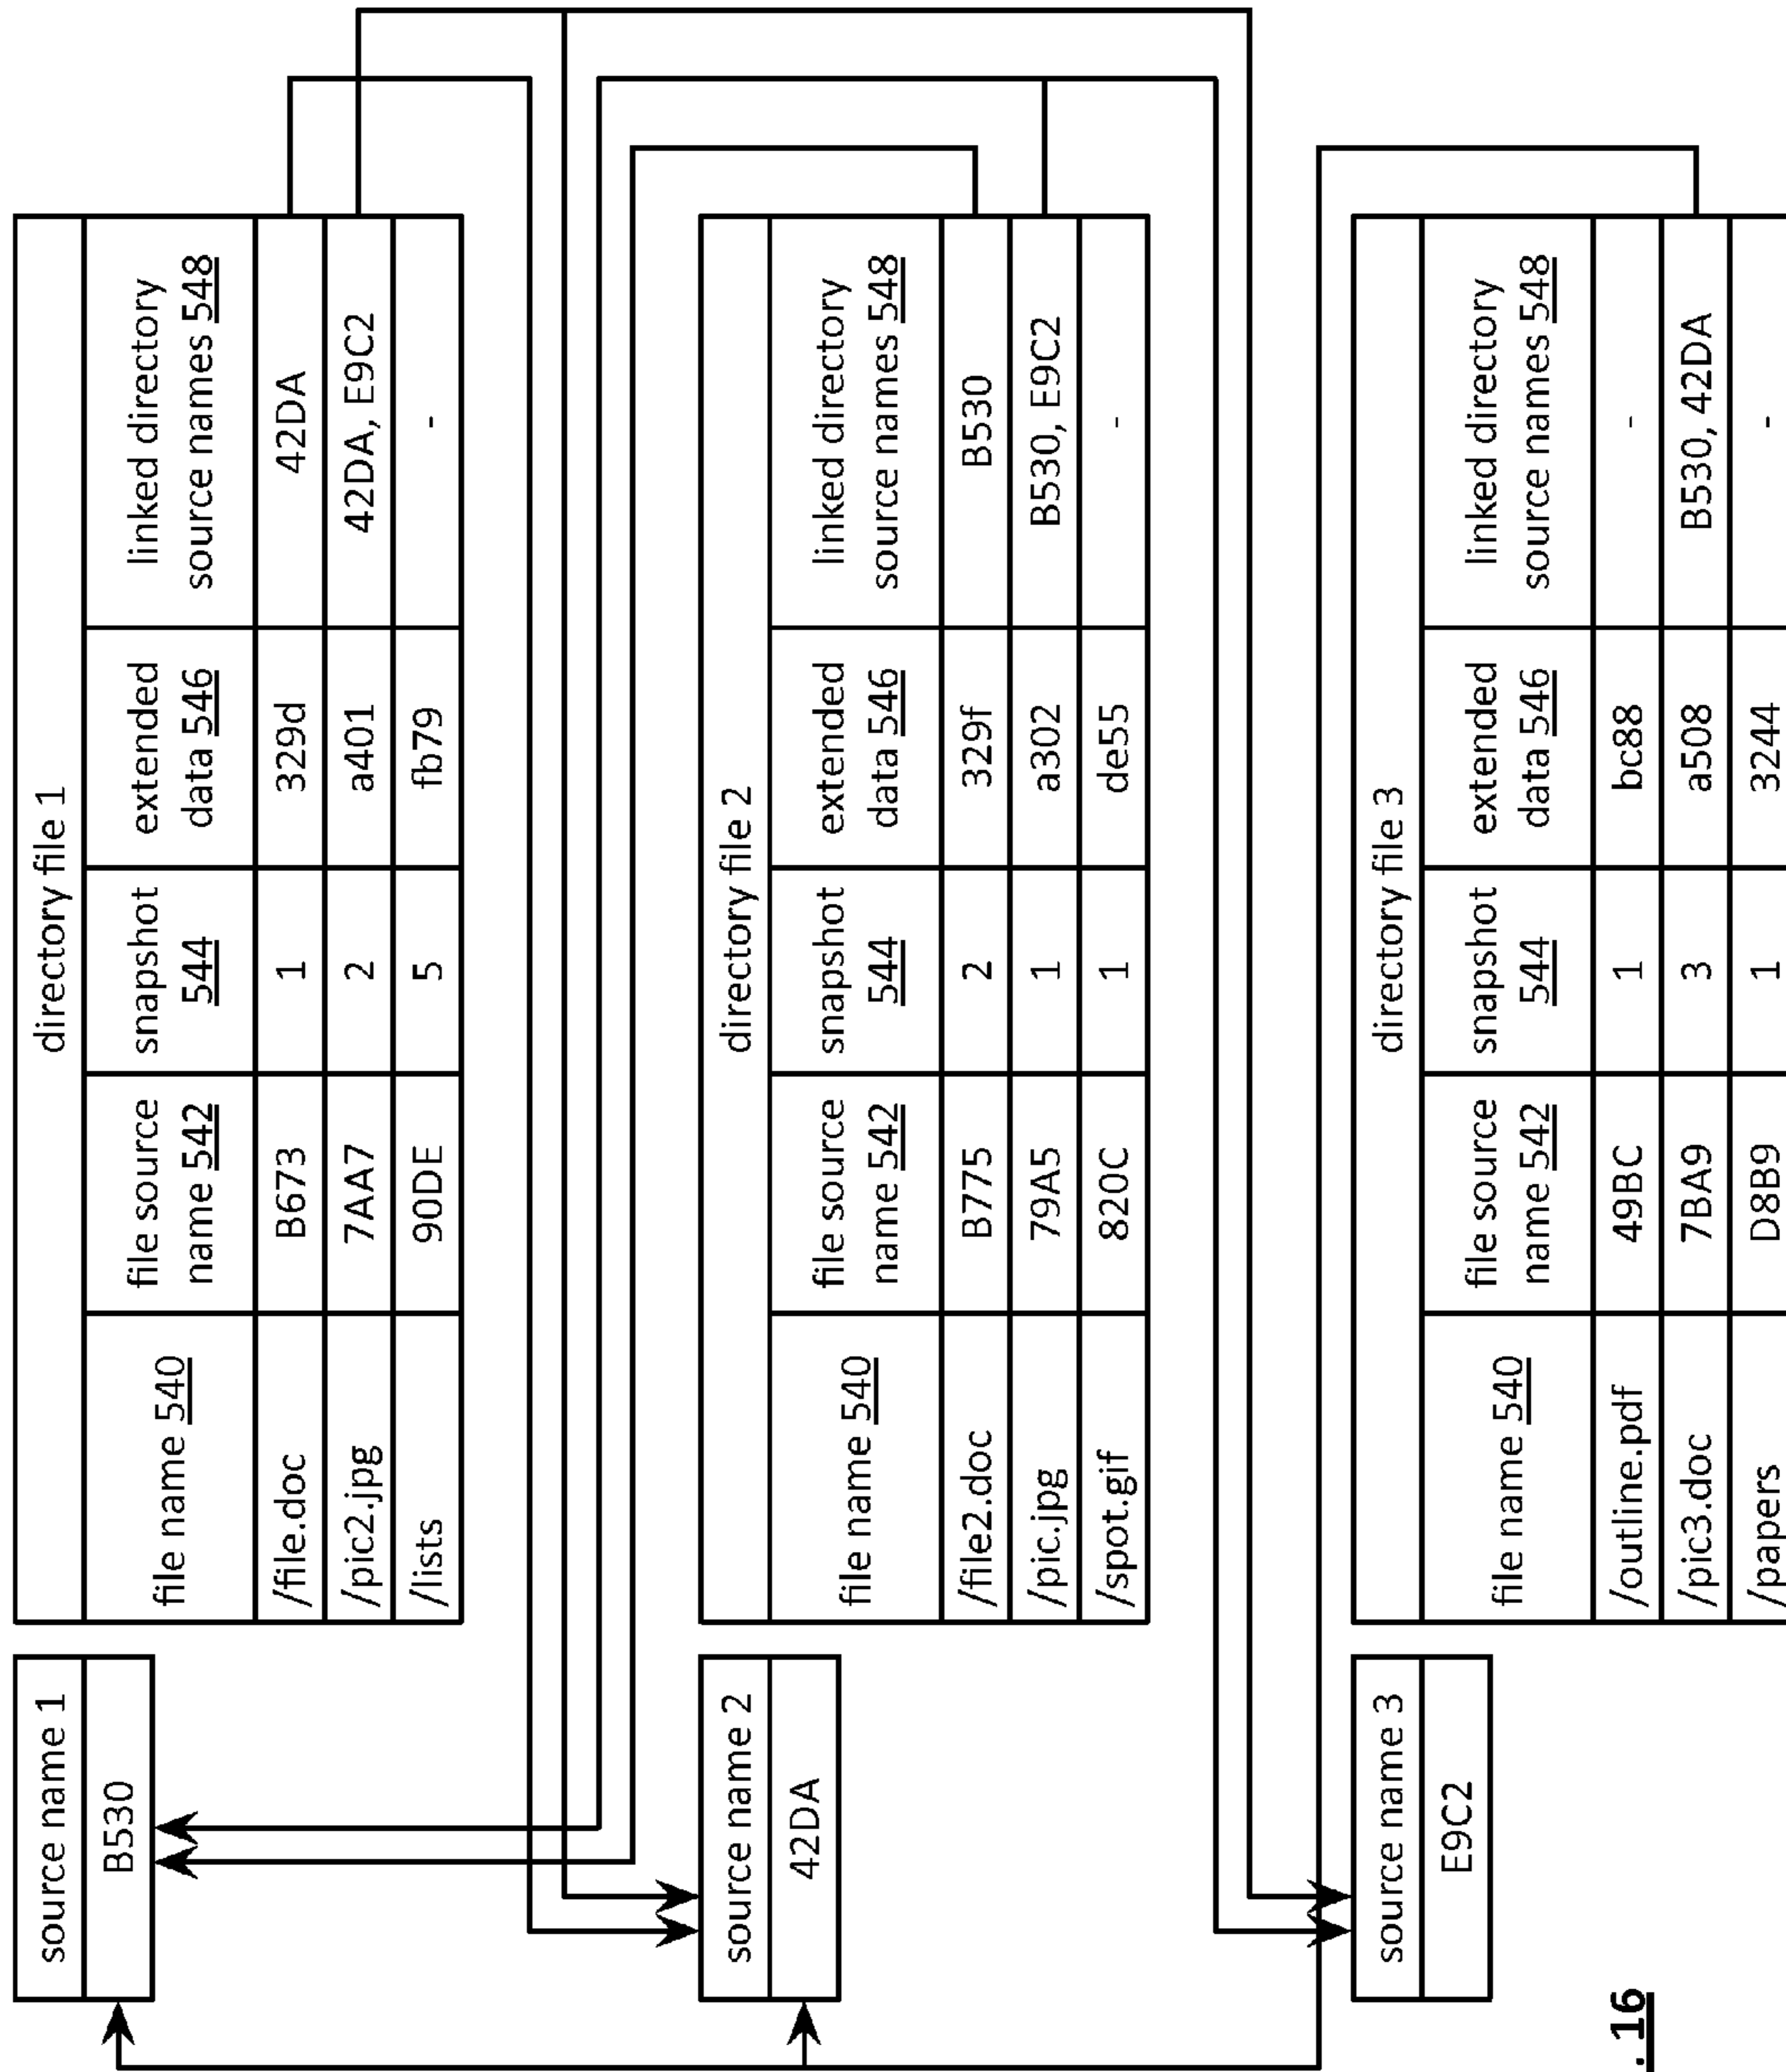 source name 1
B530
directory file 1
file name 540
file source name 542
snapshot 544
extended data 546
linked directory source names 548
/file.doc B673 1 329d 42DA
/pic2.jpg 7AA7 2 a401 42DA, E9C2
/lists 90DE 5 fb79 -
source name 2
42DA
directory file 2
file name 540
file source name 542
snapshot 544
extended data 546
linked directory source names 548
/file2.doc B775 2 329f B530
/pic.jpg 79A5 1 a302 B530, E9C2
/spot.gif 820C 1 de55 -
source name 3
E9C2
directory file 3
file name 540
file source name 542
snapshot 544
extended data 546
linked directory source names 548
/outline.pdf 49BC 1 bc88 -
/pic3.doc 7BA9 3 a508 B530, 42DA
/papers D8B9 1 3244 -
. 16